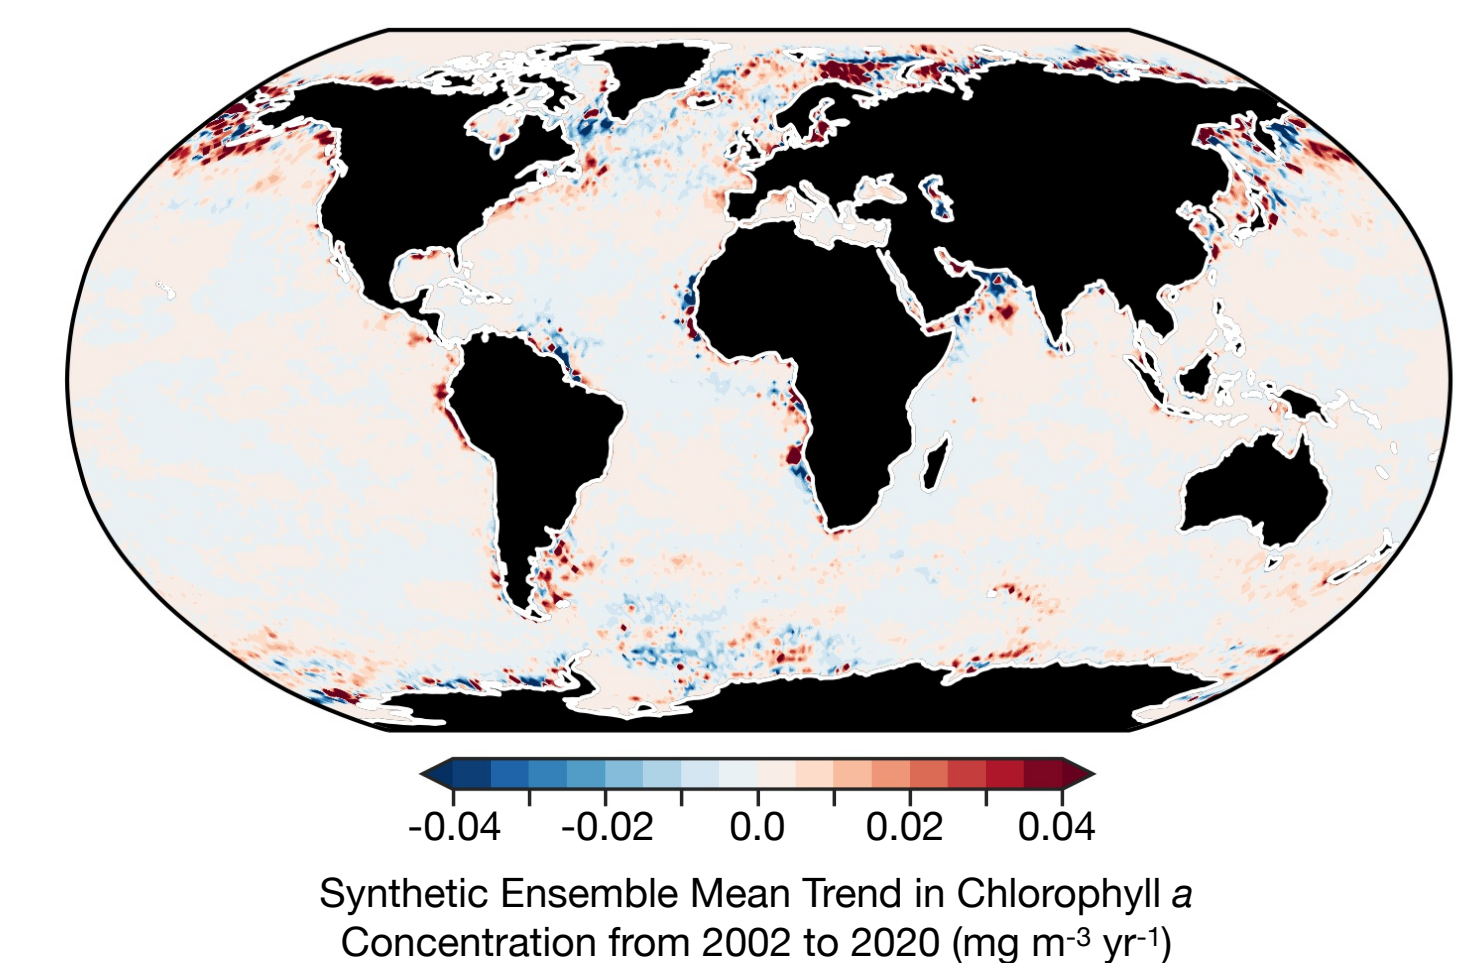 -0.04 -0.02 0.0 0.02 0.04
Synthetic Ensemble Mean Trend in Chlorophyll a
Concentration from 2002 to 2020 (mg m⁻³ yr⁻¹)